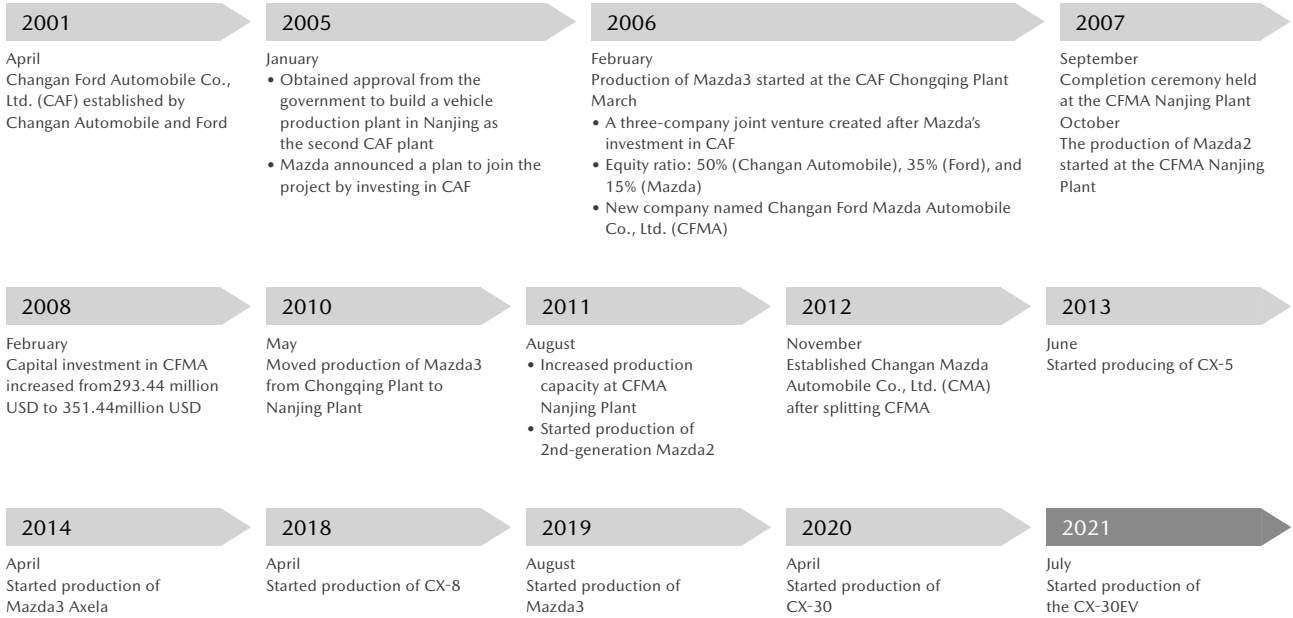 2001
April
Changan Ford Automobile Co.,
Ltd. (CAF) established by
Changan Automobile and Ford
2005
January
• Obtained approval from the
government to build a vehicle
production plant in Nanjing as
the second CAF plant
• Mazda announced a plan to join the
project by investing in CAF
2006
February
Production of Mazda3 started at the CAF Chongqing Plant
March
• A three-company joint venture created after Mazda’s
investment in CAF
• Equity ratio: 50% (Changan Automobile), 35% (Ford), and
15% (Mazda)
• New company named Changan Ford Mazda Automobile
Co., Ltd. (CFMA)
2007
September
Completion ceremony held
at the CFMA Nanjing Plant
October
The production of Mazda2
started at the CFMA Nanjing
Plant
2008
February
Capital investment in CFMA
increased from293.44 million
USD to 351.44million USD
2010
May
Moved production of Mazda3
from Chongqing Plant to
Nanjing Plant
2011
August
• Increased production
capacity at CFMA
Nanjing Plant
• Started production of
2nd-generation Mazda2
2012
November
Established Changan Mazda
Automobile Co., Ltd. (CMA)
after splitting CFMA
2013
June
Started producing of CX-5
2014
April
Started production of
Mazda3 Axela
2018
April
Started production of CX-8
2019
August
Started production of
Mazda3
2020
April
Started production of
CX-30
2021
July
Started production of
the CX-30EV